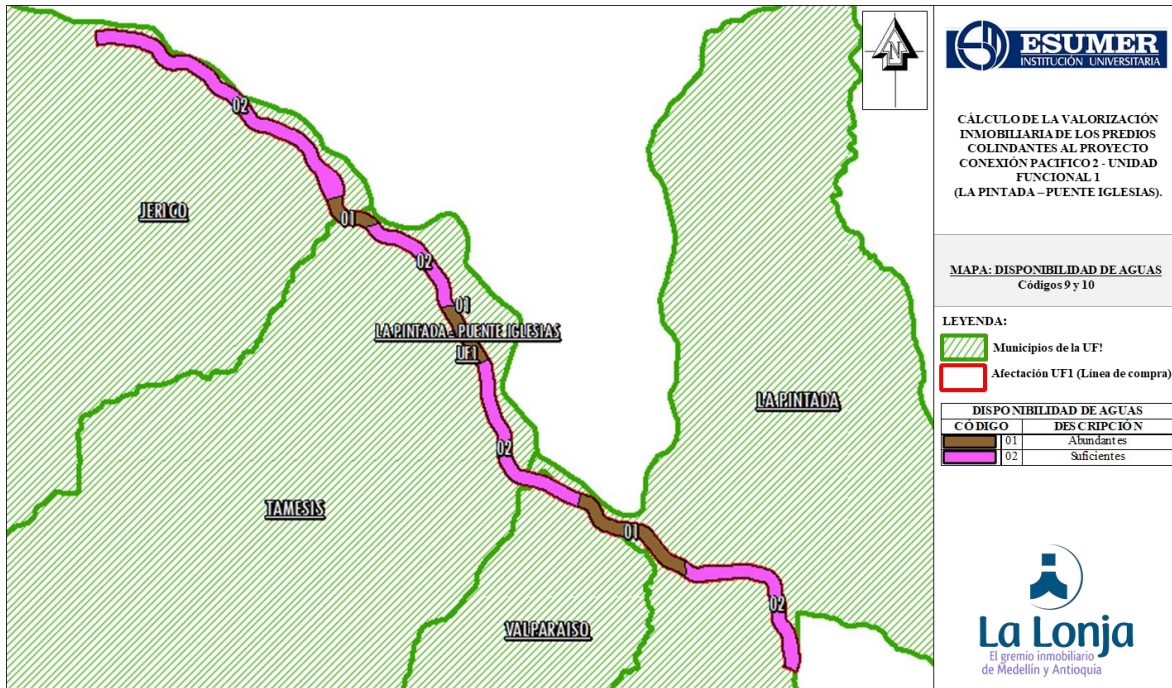 02
JERICO
01
02
01
LA PINTADA - PUENTE IGLESIAS
UF1
LA PINTADA
02
TAMESIS
01
VALPARAISO
02
N
ESUMER
INSTITUCIÓN UNIVERSITARIA
CÁLCULO DE LA VALORIZACIÓN
INMOBILIARIA DE LOS PREDIOS
COLINDANTES AL PROYECTO
CONEXIÓN PACIFICO 2 - UNIDAD
FUNCIONAL 1
(LA PINTADA – PUENTE IGLESIAS).
MAPA: DISPONIBILIDAD DE AGUAS
Códigos 9 y 10
LEYENDA:
Municipios de la UF!
Afectación UF1 (Línea de compra)
DISPONIBILIDAD DE AGUAS
CÓDIGO DESCRIPCIÓN
01 Abundantes
02 Suficientes
La Lonja
El gremio inmobiliario
de Medellín y Antioquia